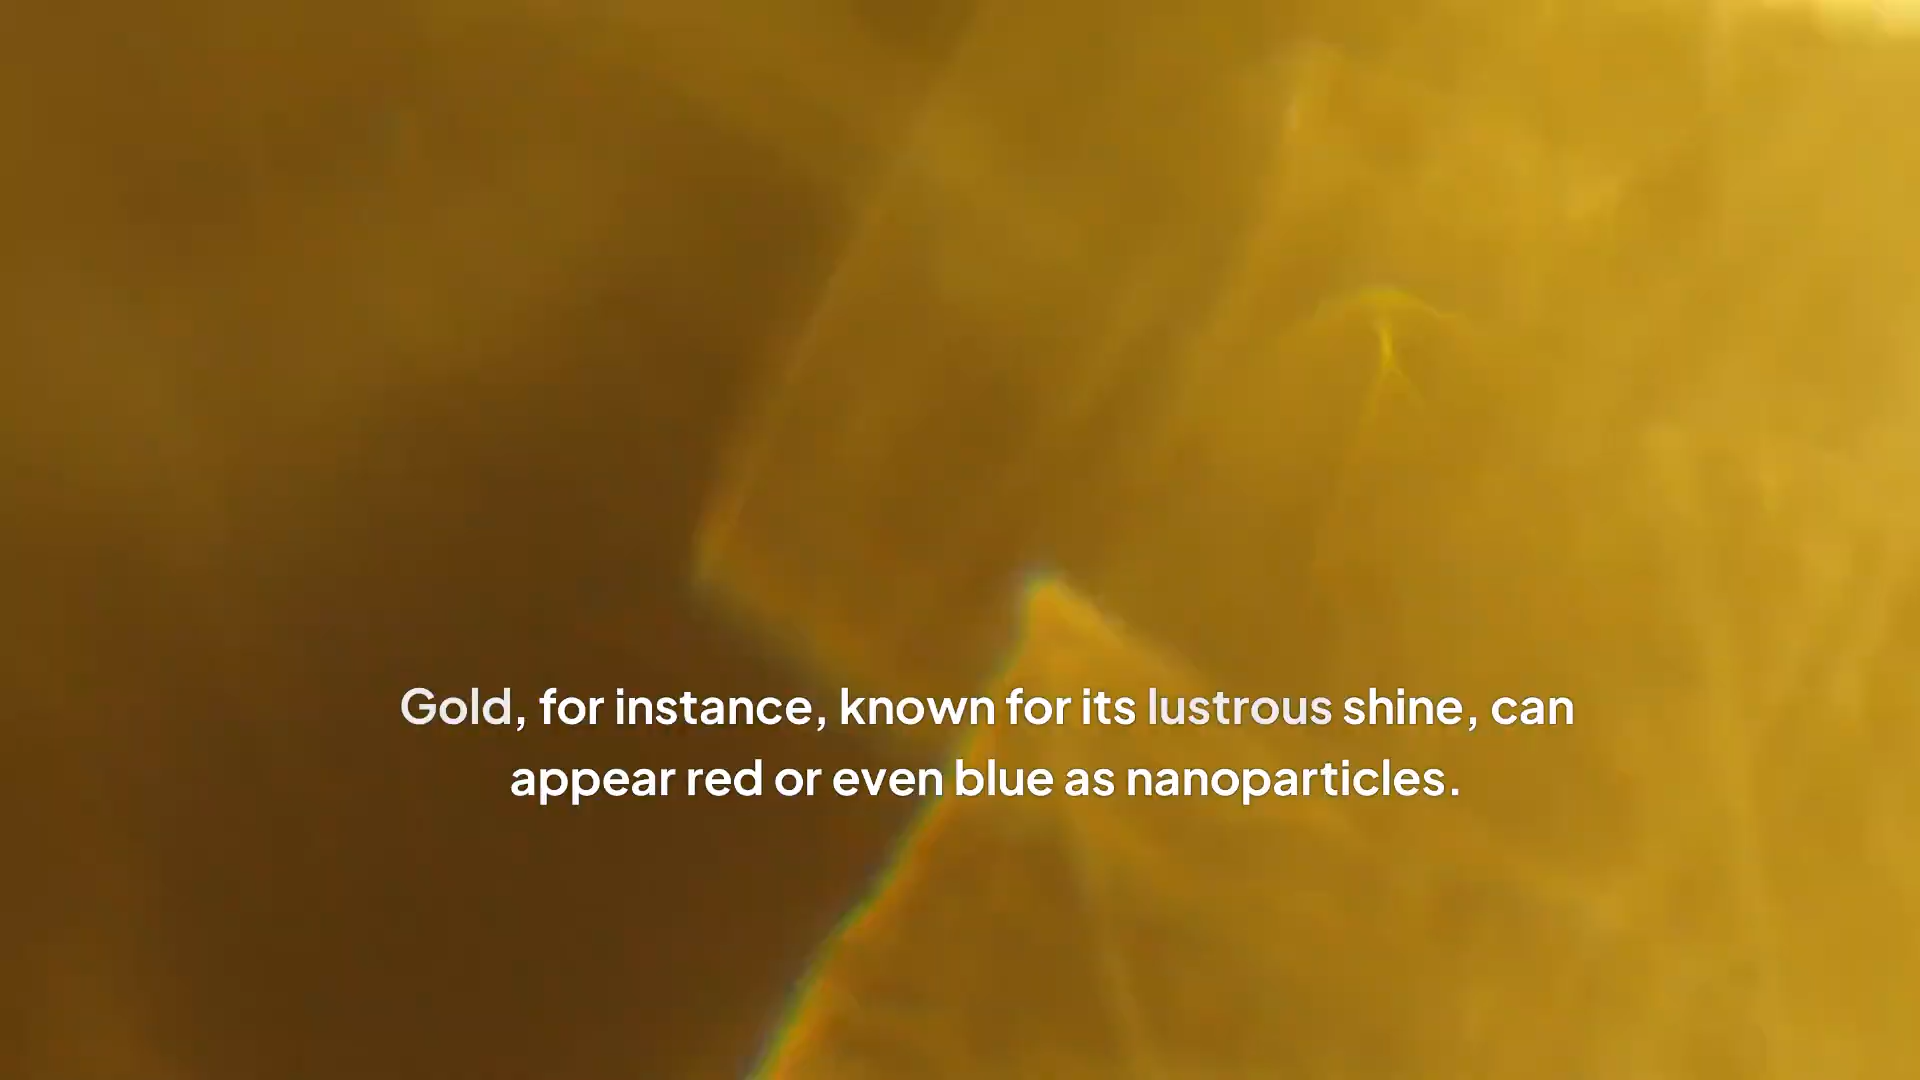 Gold, for instance, known for its lustrous shine, can
appear red or even blue as nanoparticles.